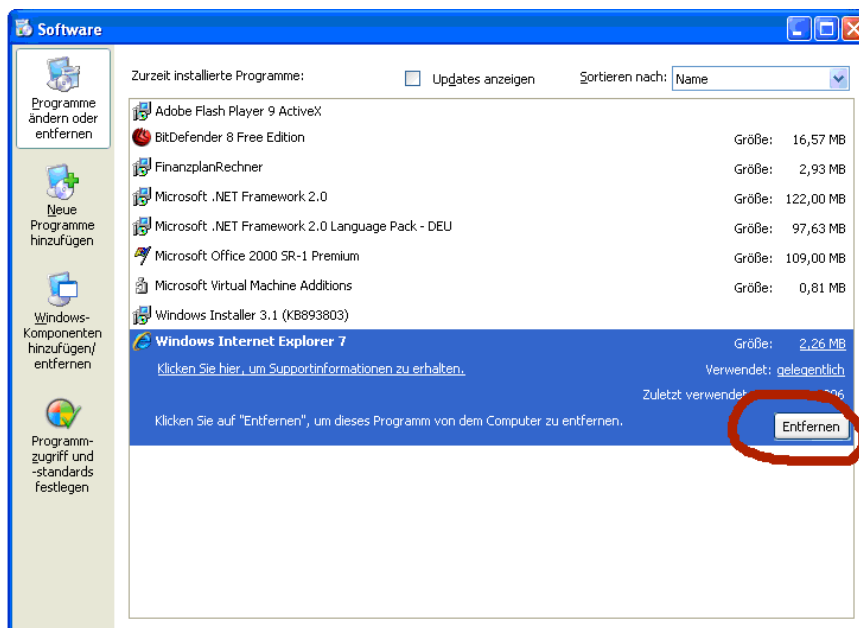 Software
Programme ändern oder entfernen
Neue Programme hinzufügen
Windows-Komponenten hinzufügen/ entfernen
Programm-zugriff und -standards festlegen
Zurzeit installierte Programme: Updates anzeigen Sortieren nach: Name
Adobe Flash Player 9 ActiveX
BitDefender 8 Free Edition Größe: 16,57 MB
FinanzplanRechner Größe: 2,93 MB
Microsoft .NET Framework 2.0 Größe: 122,00 MB
Microsoft .NET Framework 2.0 Language Pack - DEU Größe: 97,63 MB
Microsoft Office 2000 SR-1 Premium Größe: 109,00 MB
Microsoft Virtual Machine Additions Größe: 0,81 MB
Windows Installer 3.1 (KB893803)
Windows Internet Explorer 7 Größe: 2,26 MB
Klicken Sie hier, um Supportinformationen zu erhalten. Verwendet: gelegentlich
Zuletzt verwendet
Klicken Sie auf "Entfernen", um dieses Programm von dem Computer zu entfernen. Entfernen